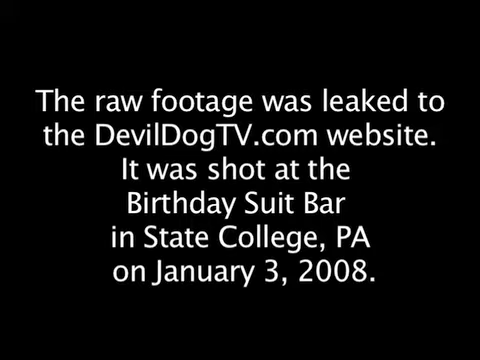 The raw footage was leaked to
the DevilDogTV.com website.
It was shot at the
Birthday Suit Bar
in State College, PA
on January 3, 2008.